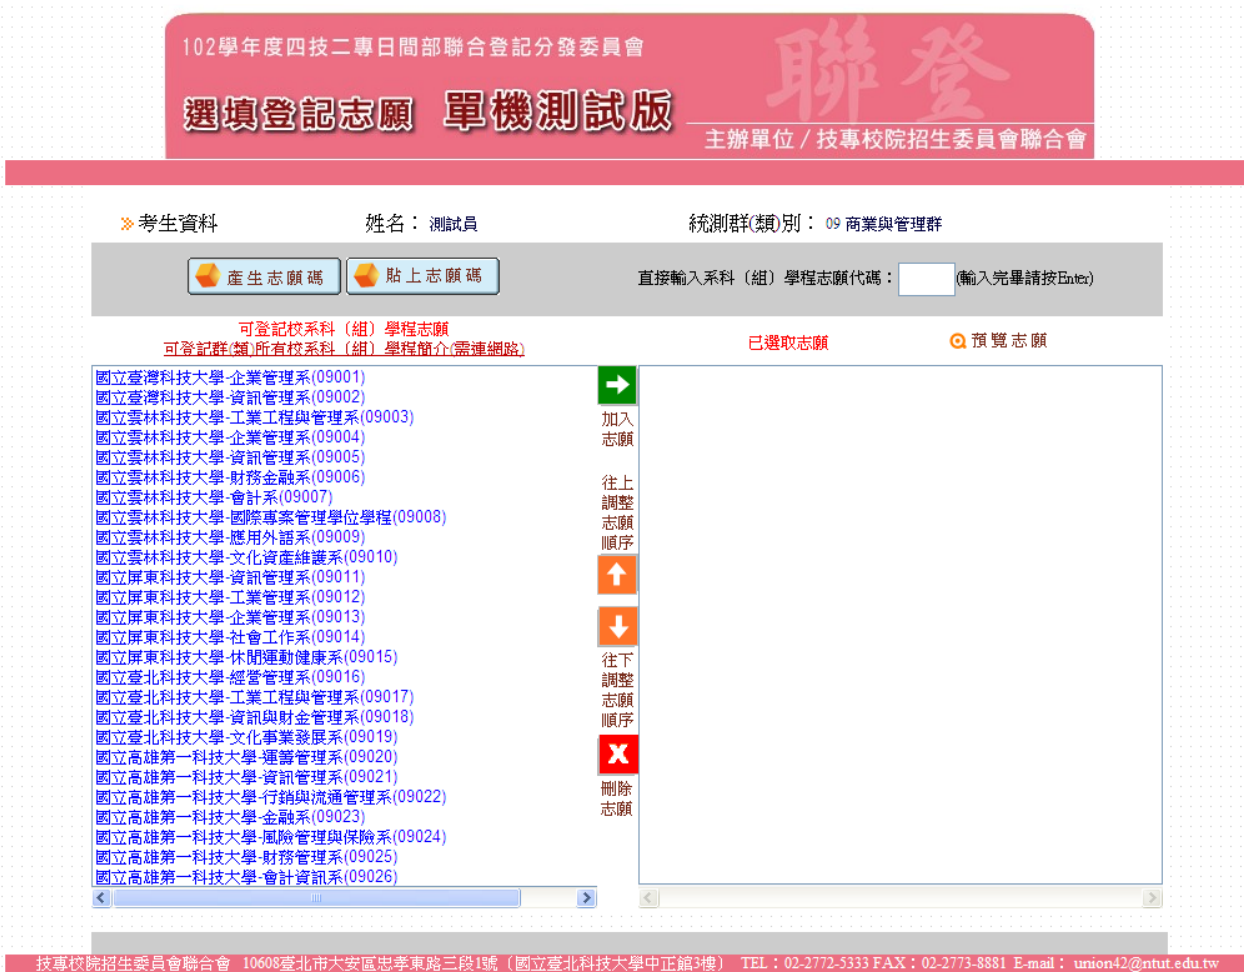 102學年度四技二專日間部聯合登記分發委員會
聯登
選填登記志願 單機測試版
主辦單位/技專校院招生委員會聯合會
考生資料 姓名： 測試員 統測群(類)別： 09 商業與管理群
產生志願碼 貼上志願碼 直接輸入系科〔組〕學程志願代碼： (輸入完畢請按Enter)
可登記校系科〔組〕學程志願
可登記群(類)所有校系科〔組〕學程簡介(需連網路)
已選取志願 預覽志願
國立臺灣科技大學-企業管理系(09001)
國立臺灣科技大學-資訊管理系(09002)
國立雲林科技大學-工業工程與管理系(09003)
國立雲林科技大學-企業管理系(09004)
國立雲林科技大學-資訊管理系(09005)
國立雲林科技大學-財務金融系(09006)
國立雲林科技大學-會計系(09007)
國立雲林科技大學-國際專案管理學位學程(09008)
國立雲林科技大學-應用外語系(09009)
國立雲林科技大學-文化資產維護系(09010)
國立屏東科技大學-資訊管理系(09011)
國立屏東科技大學-工業管理系(09012)
國立屏東科技大學-企業管理系(09013)
國立屏東科技大學-社會工作系(09014)
國立屏東科技大學-休閒運動健康系(09015)
國立臺北科技大學-經營管理系(09016)
國立臺北科技大學-工業工程與管理系(09017)
國立臺北科技大學-資訊與財金管理系(09018)
國立臺北科技大學-文化事業發展系(09019)
國立高雄第一科技大學-運籌管理系(09020)
國立高雄第一科技大學-資訊管理系(09021)
國立高雄第一科技大學-行銷與流通管理系(09022)
國立高雄第一科技大學-金融系(09023)
國立高雄第一科技大學-風險管理與保險系(09024)
國立高雄第一科技大學-財務管理系(09025)
國立高雄第一科技大學-會計資訊系(09026)
加入
志願
往上
調整
志願
順序
往下
調整
志願
順序
刪除
志願
技專校院招生委員會聯合會 10608臺北市大安區忠孝東路三段1號〔國立臺北科技大學中正館3樓〕 TEL：02-2772-5333 FAX：02-2773-8881 E-mail：union42@ntut.edu.tw